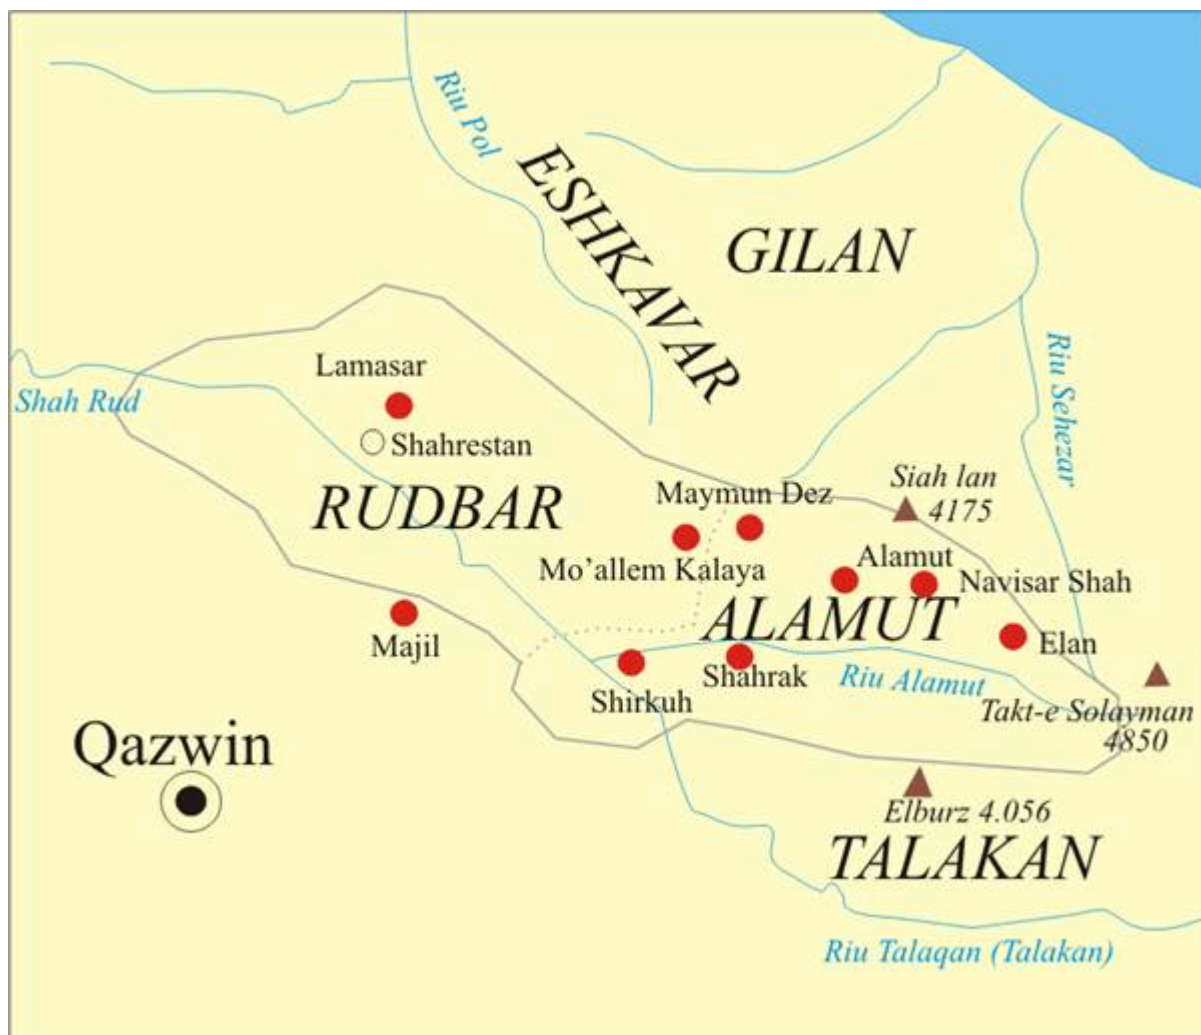 Riu Pol
ESHKAVAR
GILAN
Lamasar
Shah Rud
Shahrestan
Riu Sehezar
RUDBAR
Siah lan
4175
Maymun Dez
Mo'allem Kalaya
Alamut
Navisar Shah
ALAMUT
Majil
Elan
Shahrak
Riu Alamut
Shirkuh
Takt-e Solayman
4850
Qazwin
Elburz 4.056
TALAKAN
Riu Talaqan (Talakan)